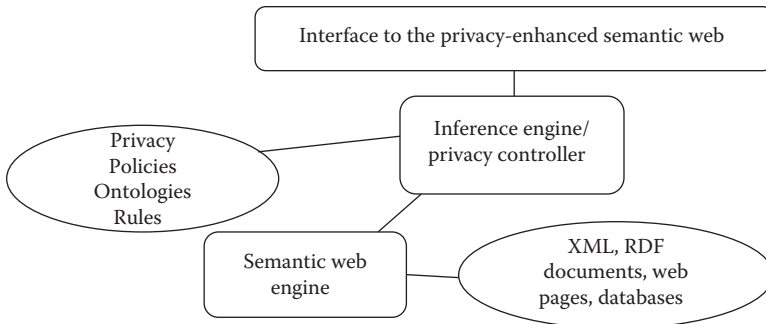 Interface to the privacy-enhanced semantic web
Inference engine/
privacy controller
Privacy
Policies
Ontologies
Rules
Semantic web
engine
XML, RDF
documents, web
pages, databases